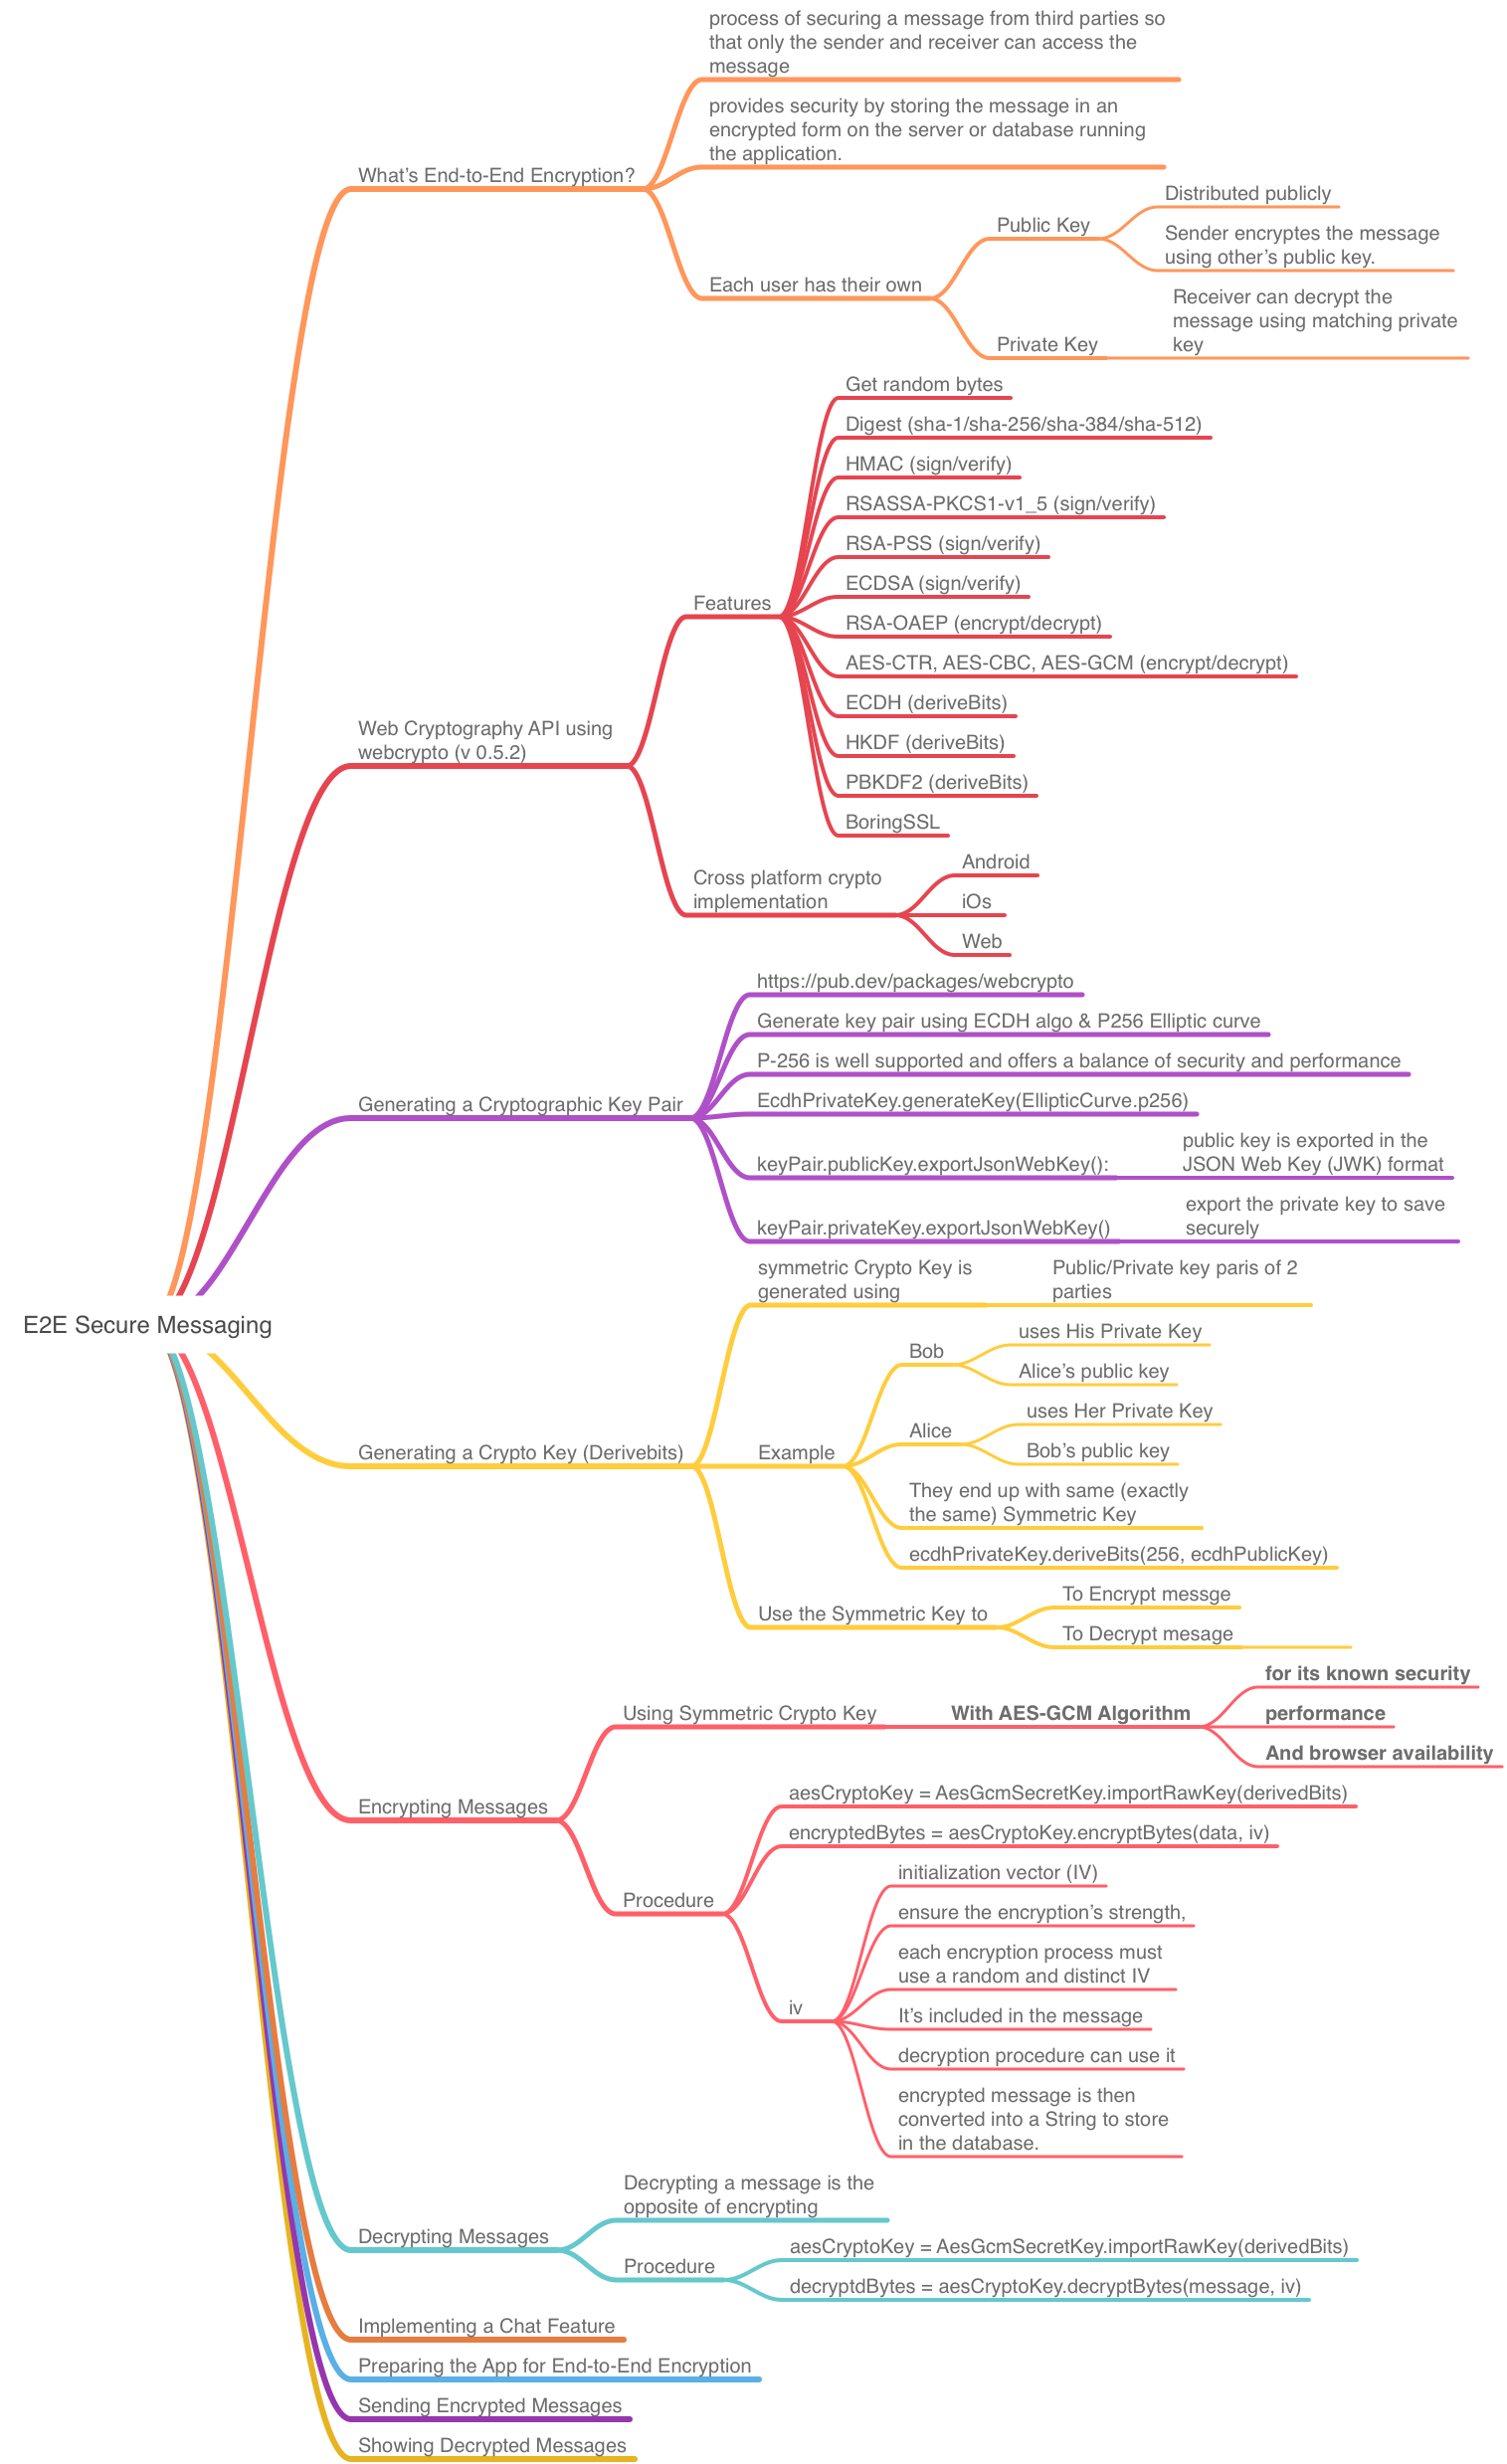 process of securing a message from third parties so
that only the sender and receiver can access the
message
provides security by storing the message in an
encrypted form on the server or database running
the application.
What’s End-to-End Encryption?
Distributed publicly
Public Key
Sender encryptes the message
using other’s public key.
Each user has their own
Receiver can decrypt the
message using matching private
key
Private Key
Get random bytes
Digest (sha-1/sha-256/sha-384/sha-512)
HMAC (sign/verify)
RSASSA-PKCS1-v1_5 (sign/verify)
RSA-PSS (sign/verify)
ECDSA (sign/verify)
Features
RSA-OAEP (encrypt/decrypt)
AES-CTR, AES-CBC, AES-GCM (encrypt/decrypt)
ECDH (deriveBits)
Web Cryptography API using
webcrypto (v 0.5.2)
HKDF (deriveBits)
PBKDF2 (deriveBits)
BoringSSL
Cross platform crypto
implementation
Android
iOs
Web
https://pub.dev/packages/webcrypto
Generate key pair using ECDH algo & P256 Elliptic curve
P-256 is well supported and offers a balance of security and performance
Generating a Cryptographic Key Pair
EcdhPrivateKey.generateKey(EllipticCurve.p256)
keyPair.publicKey.exportJsonWebKey():
public key is exported in the
JSON Web Key (JWK) format
keyPair.privateKey.exportJsonWebKey()
export the private key to save
securely
E2E Secure Messaging
symmetric Crypto Key is
generated using
Public/Private key paris of 2
parties
Bob
uses His Private Key
Alice’s public key
Alice
uses Her Private Key
Bob’s public key
Generating a Crypto Key (Derivebits)
Example
They end up with same (exactly
the same) Symmetric Key
ecdhPrivateKey.deriveBits(256, ecdhPublicKey)
Use the Symmetric Key to
To Encrypt messge
To Decrypt mesage
Using Symmetric Crypto Key
With AES-GCM Algorithm
for its known security
performance
And browser availability
Encrypting Messages
aesCryptoKey = AesGcmSecretKey.importRawKey(derivedBits)
encryptedBytes = aesCryptoKey.encryptBytes(data, iv)
Procedure
initialization vector (IV)
ensure the encryption’s strength,
each encryption process must
use a random and distinct IV
iv
It’s included in the message
decryption procedure can use it
encrypted message is then
converted into a String to store
in the database.
Decrypting a message is the
opposite of encrypting
Decrypting Messages
Procedure
aesCryptoKey = AesGcmSecretKey.importRawKey(derivedBits)
decryptdBytes = aesCryptoKey.decryptBytes(message, iv)
Implementing a Chat Feature
Preparing the App for End-to-End Encryption
Sending Encrypted Messages
Showing Decrypted Messages